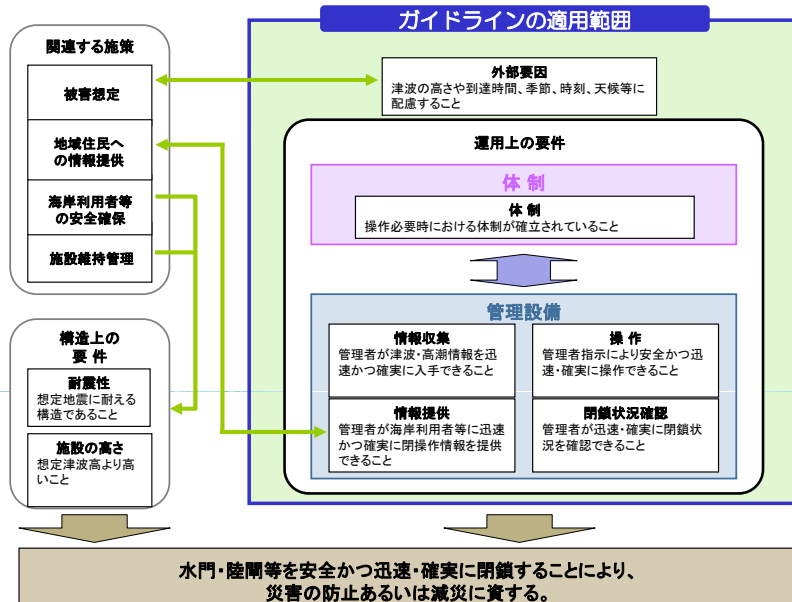 ガイドラインの適用範囲
関連する施策
被害想定
地域住民へ
の情報提供
海岸利用者等
の安全確保
施設維持管理
構造上の
要 件
耐震性
想定地震に耐える
構造であること
施設の高さ
想定津波高より高
いこと
外部要因
津波の高さや到達時間、季節、時刻、天候等に
配慮すること
運用上の要件
体 制
体 制
操作必要時における体制が確立されていること
管理設備
情報収集
管理者が津波・高潮情報を迅
速かつ確実に入手できること
操 作
管理者指示により安全かつ迅
速・確実に操作できること
情報提供
管理者が海岸利用者等に迅速
かつ確実に閉操作情報を提供
できること
閉鎖状況確認
管理者が迅速・確実に閉鎖状
況を確認できること
水門・陸閘等を安全かつ迅速・確実に閉鎖することにより、
災害の防止あるいは減災に資する。